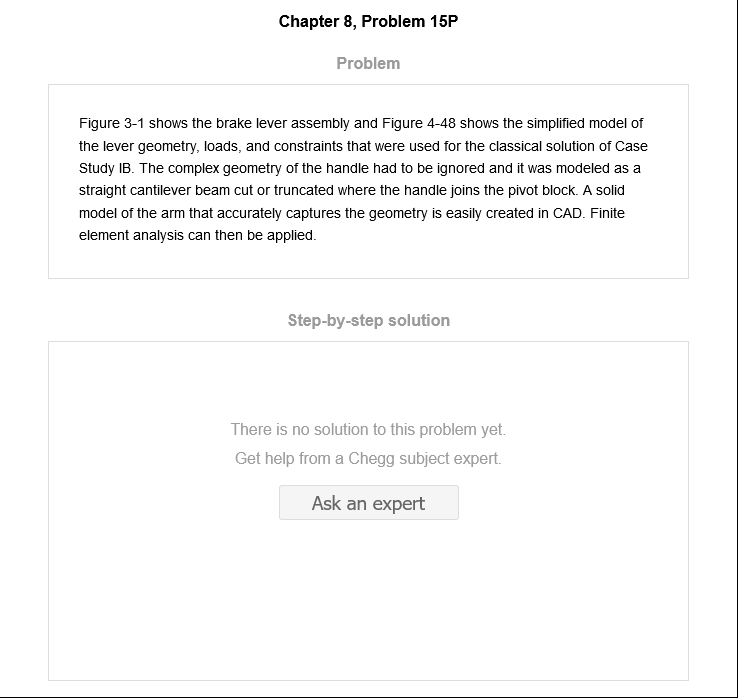 Chapter 8, Problem 15P
Problem
Figure 3-1 shows the brake lever assembly and Figure 4-48 shows the simplified model of
the lever geometry, loads, and constraints that were used for the classical solution of Case
Study IB. The complex geometry of the handle had to be ignored and it was modeled as a
straight cantilever beam cut or truncated where the handle joins the pivot block. A solid
model of the arm that accurately captures the geometry is easily created in CAD. Finite
element analysis can then be applied.
Step-by-step solution
There is no solution to this problem yet.
Get help from a Chegg subject expert.
Ask an expert